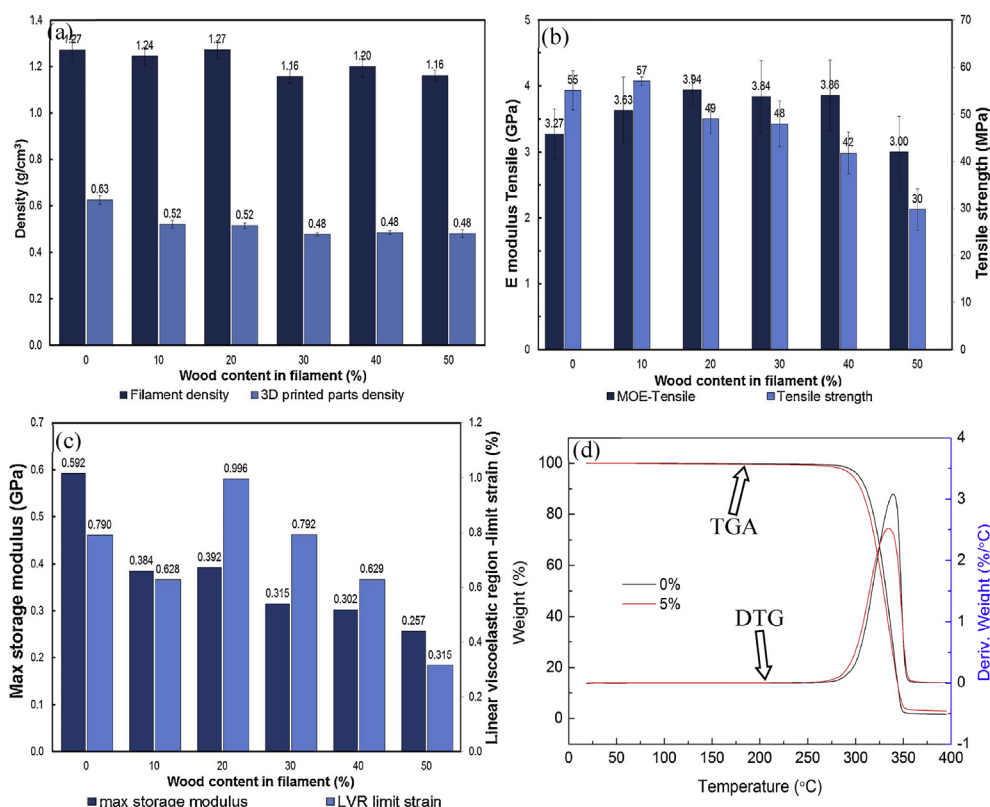 (a)
1.4
1.2
1.0
0.8
0.6
0.4
0.2
0.0
Density (g/cm³)
1.27 1.24 1.27 1.16 1.20 1.16
0.63 0.52 0.52 0.48 0.48 0.48
0 10 20 30 40 50
Wood content in filament (%)
Filament density 3D printed parts density
(b)
5
4
3
2
1
0
E modulus Tensile (GPa)
3.27 3.63 3.94 3.84 3.86 3.00
55 57 49 48 42 30
70
60
50
40
30
20
10
0
Tensile strength (MPa)
0 10 20 30 40 50
Wood content in filament (%)
MOE-Tensile Tensile strength
(c)
0.7
0.6
0.5
0.4
0.3
0.2
0.1
0.0
Max storage modulus (GPa)
0.592 0.384 0.392 0.315 0.302 0.257
0.790 0.628 0.996 0.792 0.629 0.315
1.2
1.0
0.8
0.6
0.4
0.2
0.0
Linear viscoelastic region -limit strain (%)
0 10 20 30 40 50
Wood content in filament (%)
max storage modulus LVR limit strain
(d)
100
80
60
40
20
0
Weight (%)
TGA
0%
5%
DTG
4
3
2
1
0
-1
Deriv. Weight (%/°C)
0 50 100 150 200 250 300 350 400
Temperature (°C)